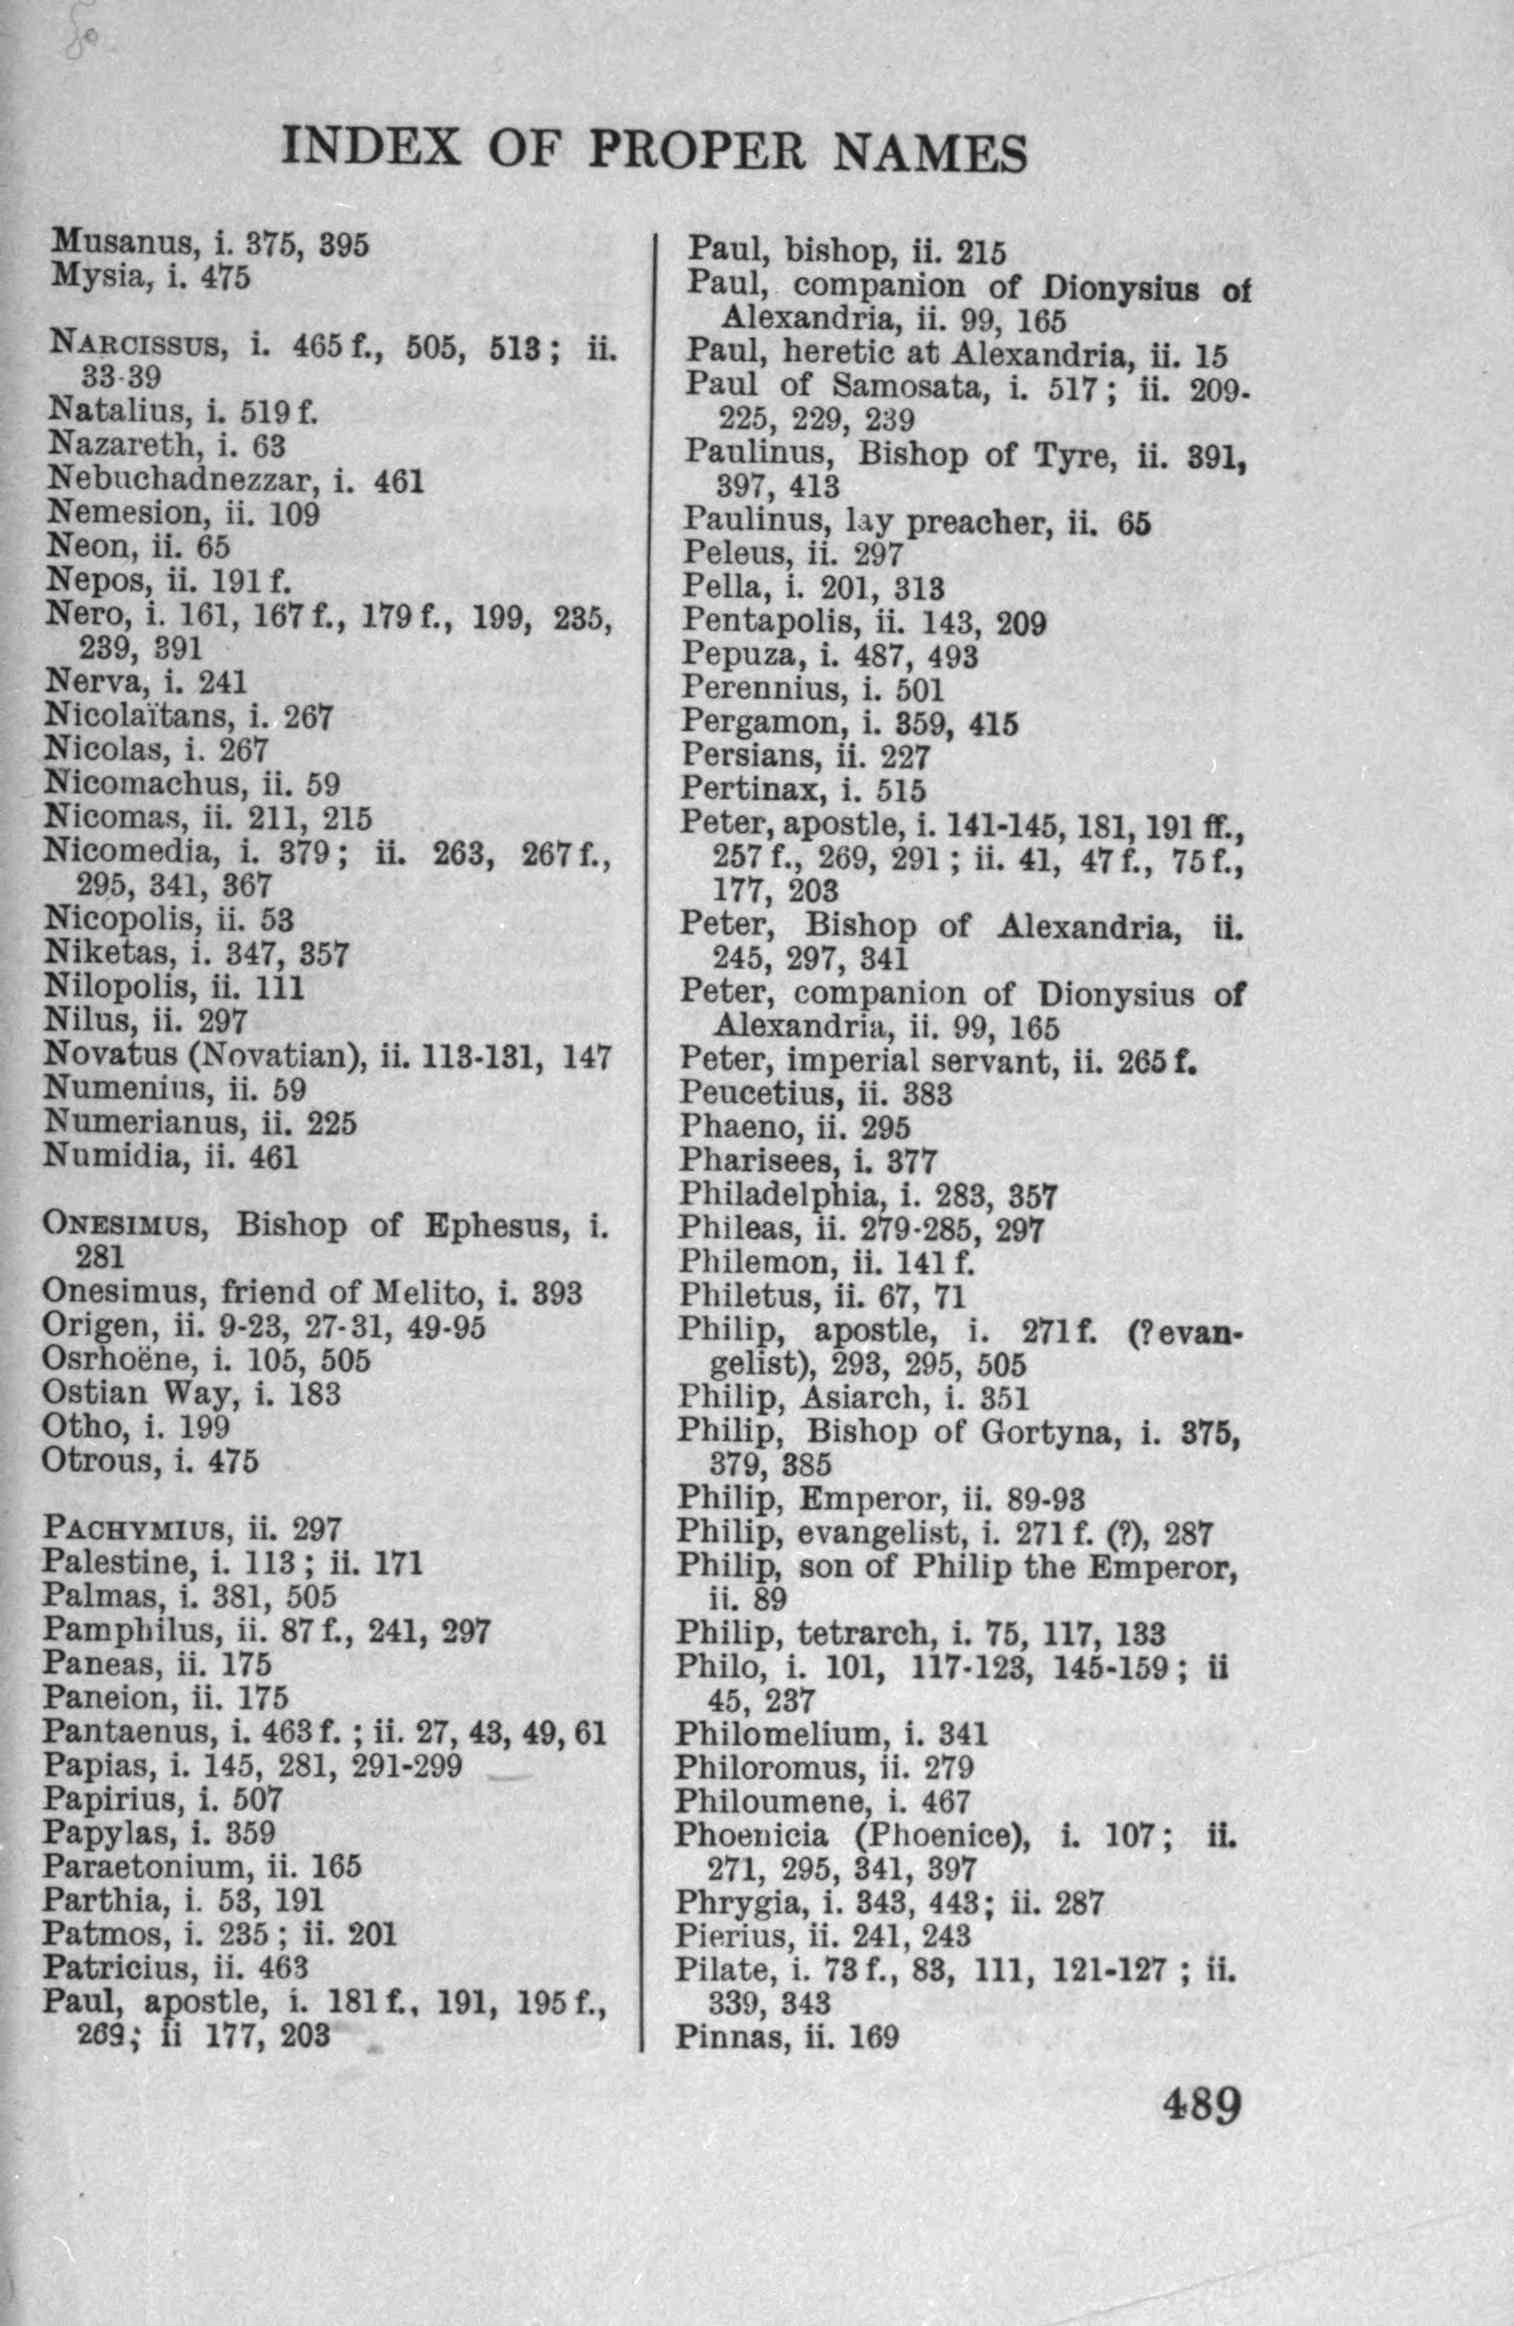 INDEX OF PROPER NAMES
Musanus, i. 375, 395
Mysia, i. 475
NARCISSUS, i. 465 f., 505, 513; ii.
33-39
Natalius, i. 519 f.
Nazareth, i. 63
Nebuchadnezzar, i. 461
Nemesion, ii. 109
Neon, ii. 65
Nepos, ii. 191 f.
Nero, i. 161, 167 f., 179 f., 199, 235,
239, 391
Nerva, i. 241
Nicolaïtans, i. 267
Nicolas, i. 267
Nicomachus, ii. 59
Nicomas, ii. 211, 215
Nicomedia, i. 379; ii. 263, 267 f.,
295, 341, 367
Nicopolis, ii. 53
Niketas, i. 347, 357
Nilopolis, ii. 111
Nilus, ii. 297
Novatus (Novatian), ii. 113-131, 147
Numenius, ii. 59
Numerianus, ii. 225
Numidia, ii. 461
ONESIMUS, Bishop of Ephesus, i.
281
Onesimus, friend of Melito, i. 393
Origen, ii. 9-23, 27-31, 49-95
Osrhoëne, i. 105, 505
Ostian Way, i. 183
Otho, i. 199
Otrous, i. 475
PACHYMIUS, ii. 297
Palestine, i. 113; ii. 171
Palmas, i. 381, 505
Pamphilus, ii. 87 f., 241, 297
Paneas, ii. 175
Paneion, ii. 175
Pantaenus, i. 463 f. ; ii. 27, 43, 49, 61
Papias, i. 145, 281, 291-299
Papirius, i. 507
Papylas, i. 359
Paraetonium, ii. 165
Parthia, i. 53, 191
Patmos, i. 235; ii. 201
Patricius, ii. 463
Paul, apostle, i. 181 f., 191, 195 f.,
269; ii 177, 203
Paul, bishop, ii. 215
Paul, companion of Dionysius of
Alexandria, ii. 99, 165
Paul, heretic at Alexandria, ii. 15
Paul of Samosata, i. 517; ii. 209-
225, 229, 239
Paulinus, Bishop of Tyre, ii. 391,
397, 413
Paulinus, lay preacher, ii. 65
Peleus, ii. 297
Pella, i. 201, 313
Pentapolis, ii. 143, 209
Pepuza, i. 487, 493
Perennius, i. 501
Pergamon, i. 359, 415
Persians, ii. 227
Pertinax, i. 515
Peter, apostle, i. 141-145, 181, 191 ff.,
257 f., 269, 291; ii. 41, 47 f., 75 f.,
177, 203
Peter, Bishop of Alexandria, ii.
245, 297, 341
Peter, companion of Dionysius of
Alexandria, ii. 99, 165
Peter, imperial servant, ii. 265 f.
Peucetius, ii. 383
Phaeno, ii. 295
Pharisees, i. 377
Philadelphia, i. 283, 357
Phileas, ii. 279-285, 297
Philemon, ii. 141 f.
Philetus, ii. 67, 71
Philip, apostle, i. 271 f. (?evan-
gelist), 293, 295, 505
Philip, Asiarch, i. 351
Philip, Bishop of Gortyna, i. 375,
379, 385
Philip, Emperor, ii. 89-93
Philip, evangelist, i. 271 f. (?), 287
Philip, son of Philip the Emperor,
ii. 89
Philip, tetrarch, i. 75, 117, 133
Philo, i. 101, 117-123, 145-159; ii
45, 237
Philomelium, i. 341
Philoromus, ii. 279
Philoumene, i. 467
Phoenicia (Phoenice), i. 107; ii.
271, 295, 341, 397
Phrygia, i. 343, 443; ii. 287
Pierius, ii. 241, 243
Pilate, i. 73 f., 83, 111, 121-127 ; ii.
339, 343
Pinnas, ii. 169
489